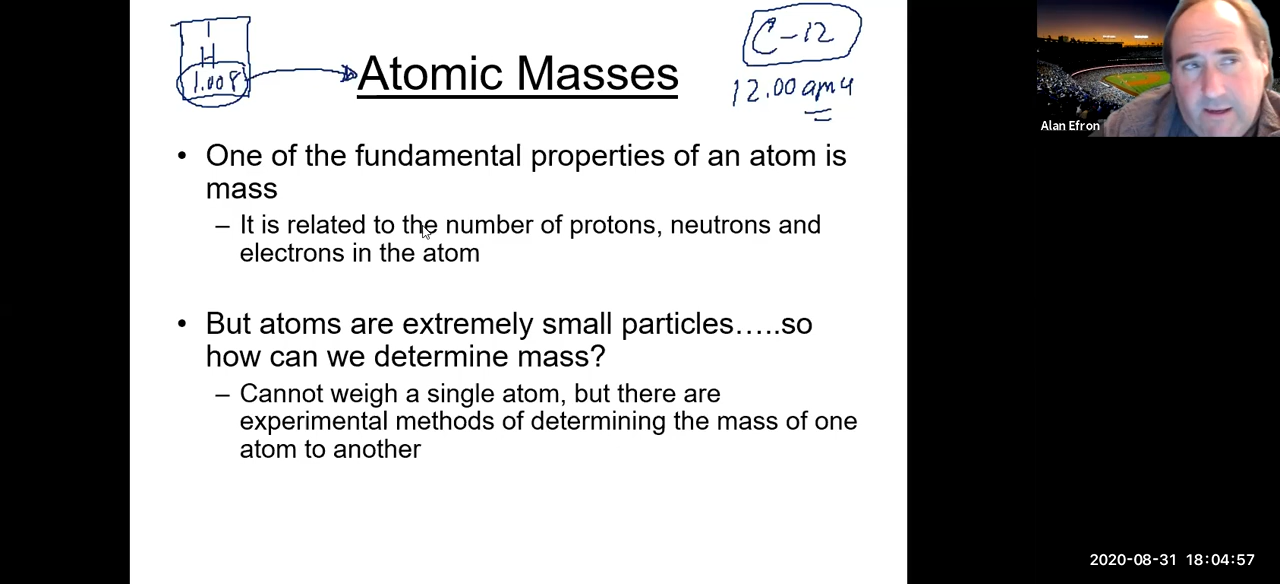 1
H
1.008
C-12
12.00 amu
Atomic Masses
• One of the fundamental properties of an atom is
mass
– It is related to the number of protons, neutrons and
electrons in the atom
• But atoms are extremely small particles…..so
how can we determine mass?
– Cannot weigh a single atom, but there are
experimental methods of determining the mass of one
atom to another
Alan Efron
2020-08-31 18:04:57